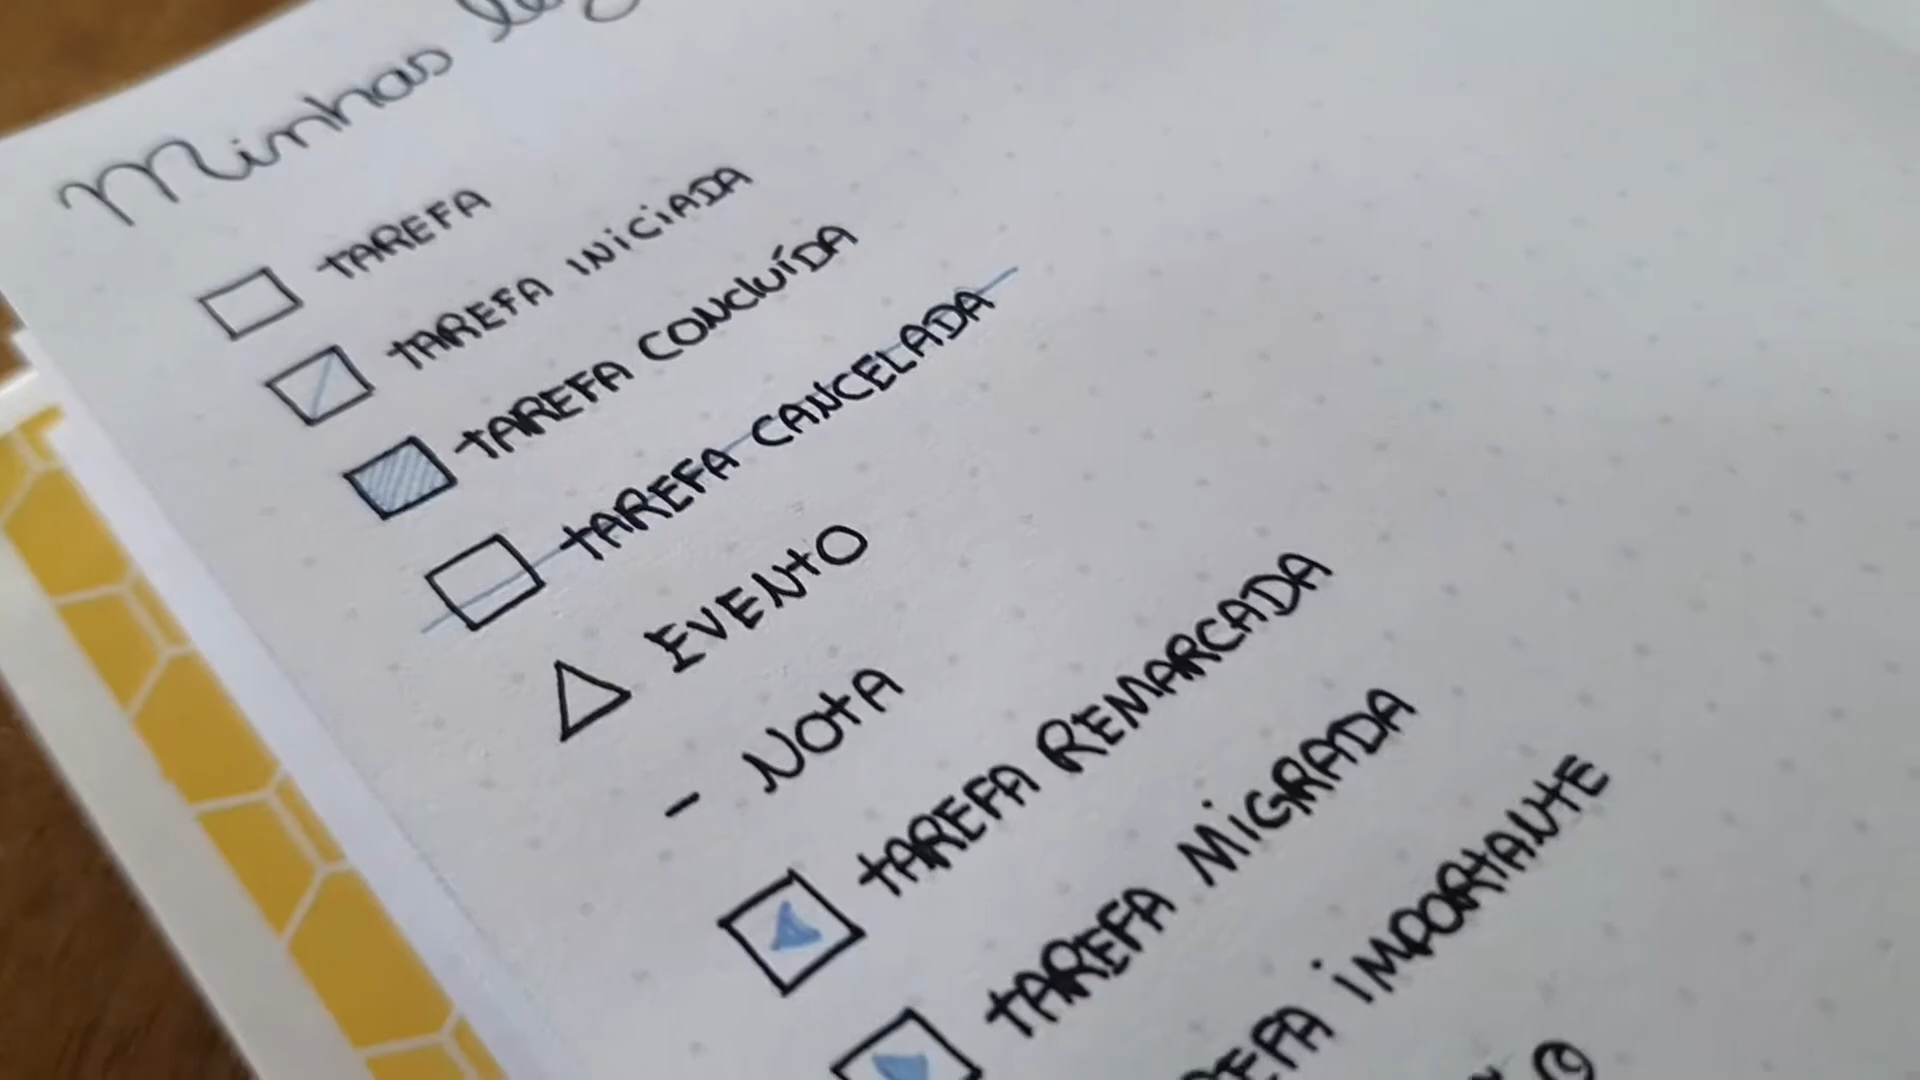 Minhas
TAREFA
TAREFA INICIADA
TAREFA CONCLUÍDA
TAREFA CANCELADA
EVENTO
- NOTA
TAREFA REMARCADA
TAREFA MIGRADA
IMPORTANTE